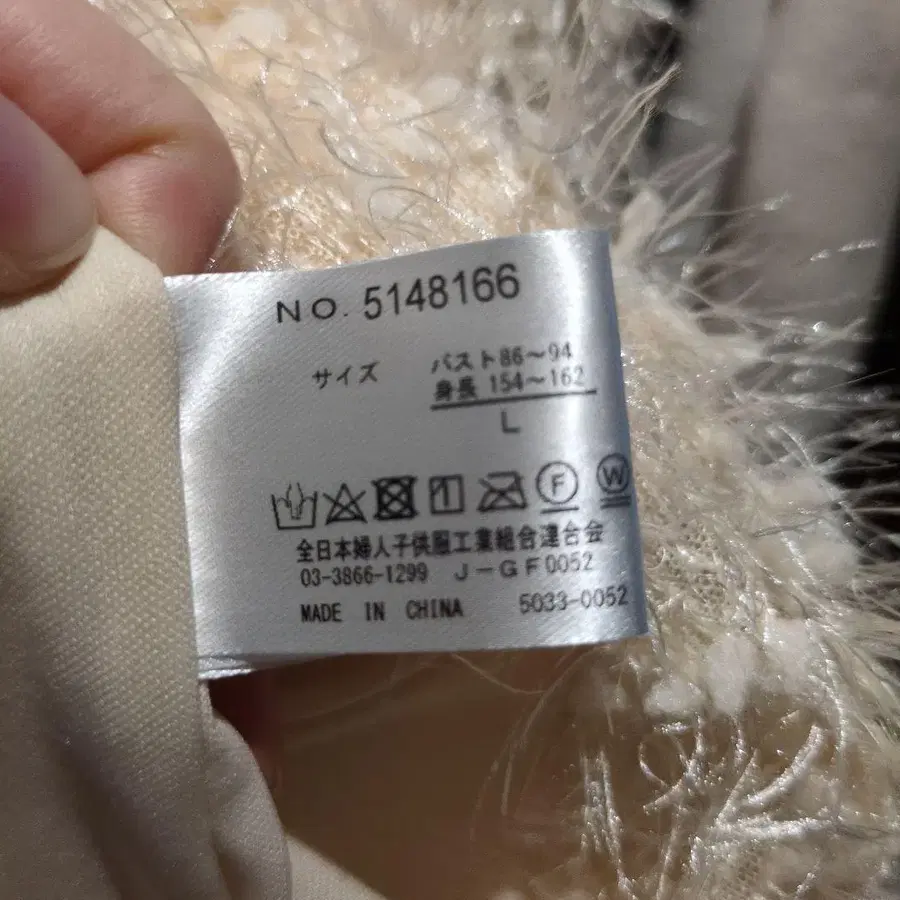 NO. 5148166
サイズ バスト86～94
身長 154～162
L
F W
全日本婦人子供服工業組合連合会
03-3866-1299 J-GF0052
MADE IN CHINA 5033-0052